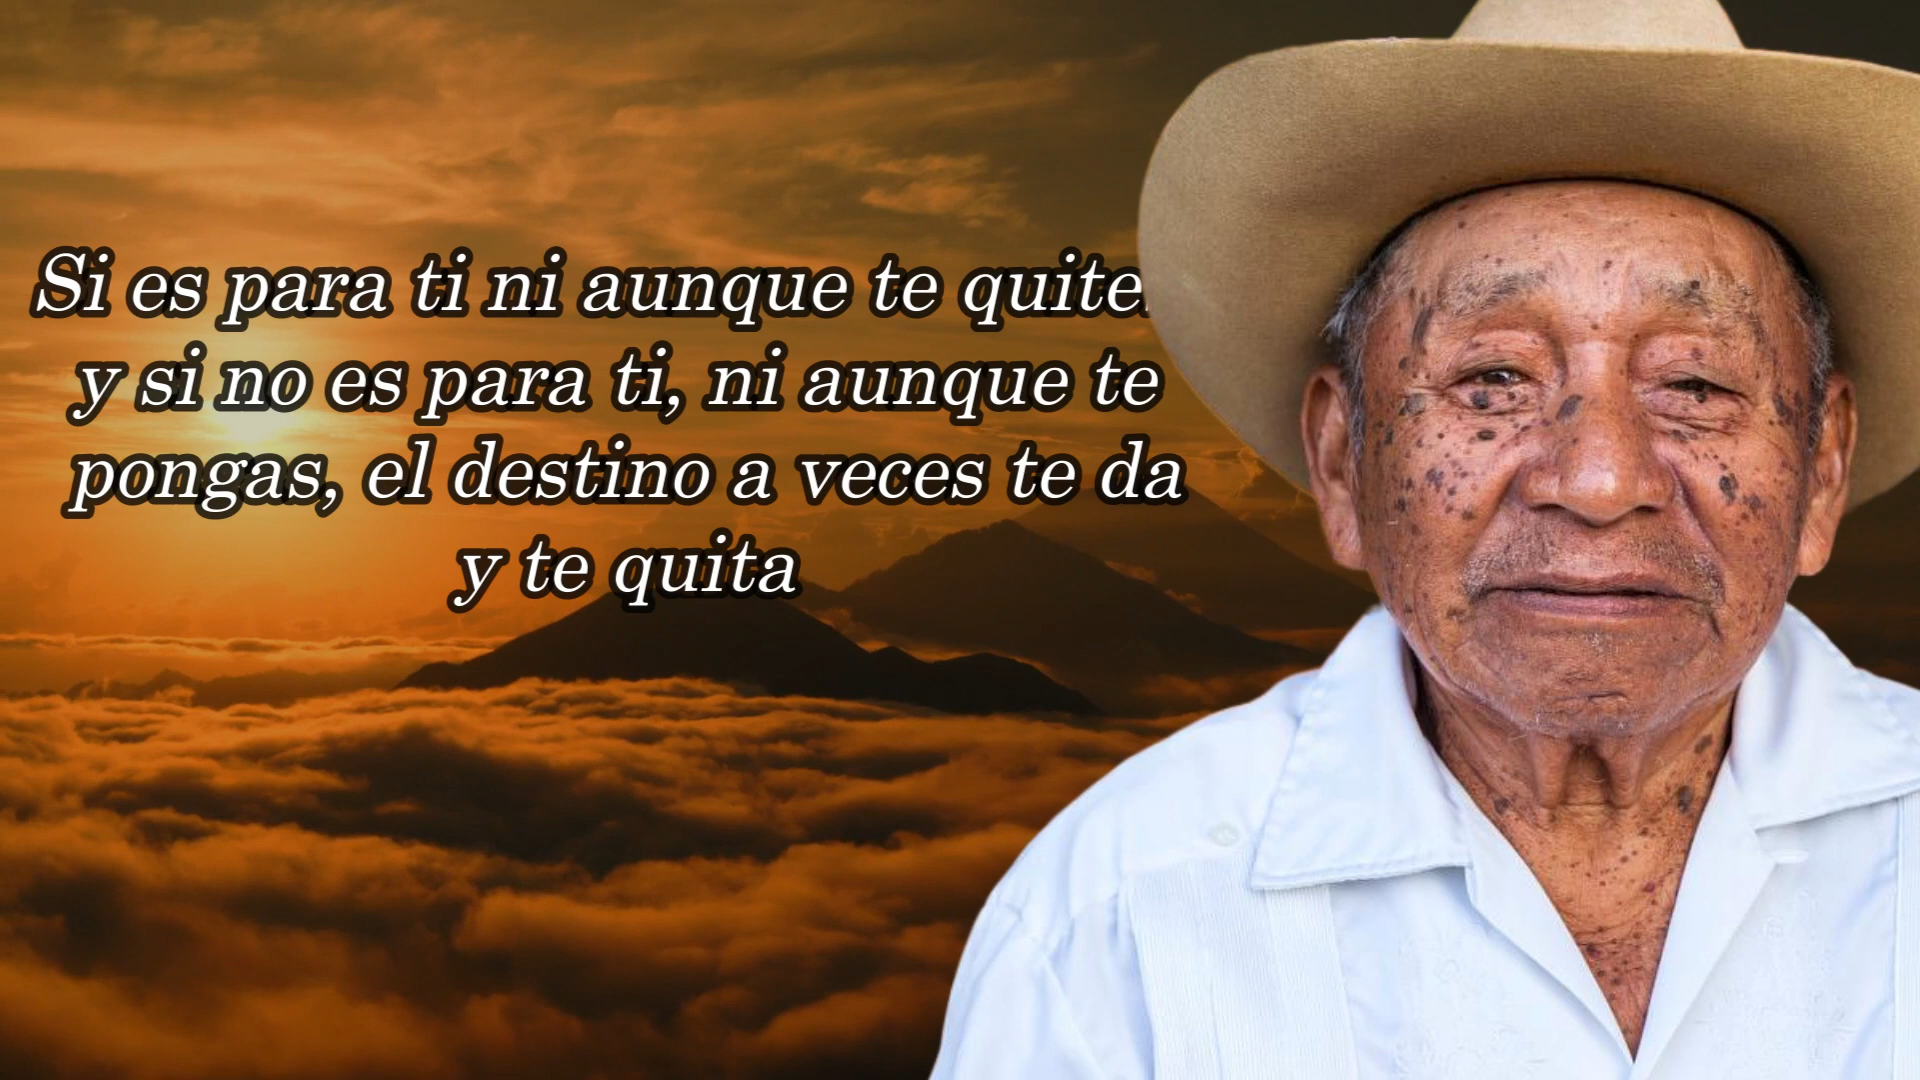 Si es para ti ni aunque te
y si no es para ti, ni aunque te
pongas, el destino a veces te da
y te quita